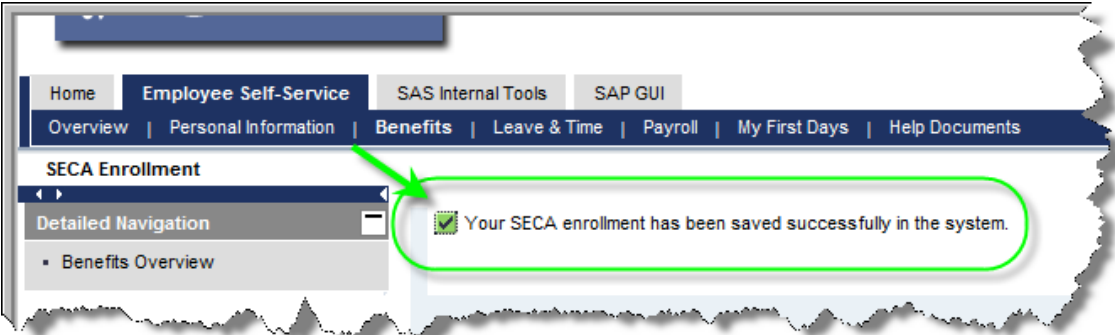 Home Employee Self-Service SAS Internal Tools SAP GUI
Overview | Personal Information | Benefits | Leave & Time | Payroll | My First Days | Help Documents
SECA Enrollment
Detailed Navigation
Your SECA enrollment has been saved successfully in the system.
Benefits Overview